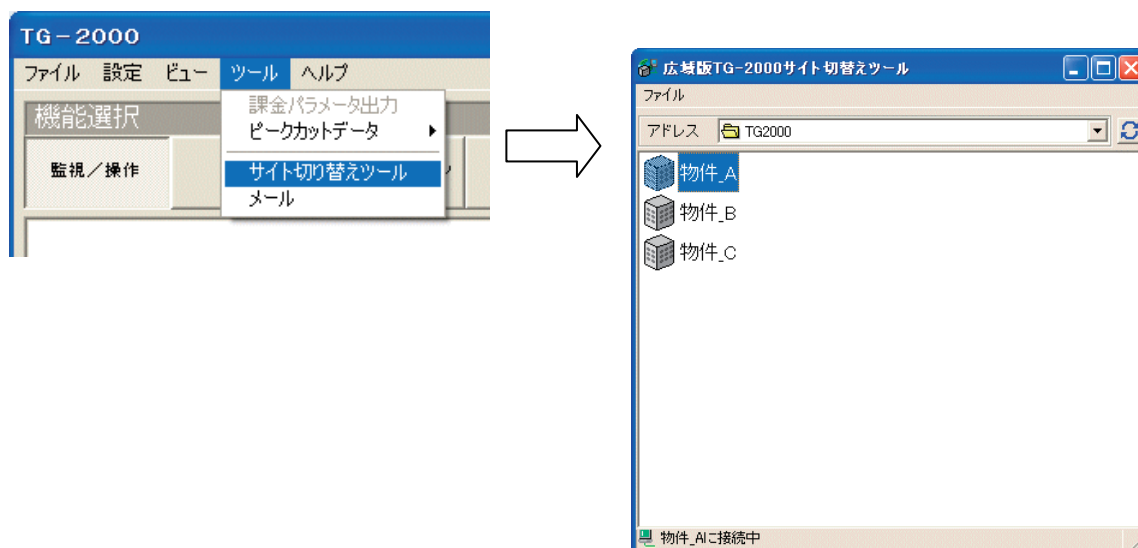 TG－2000
ファイル 設定 ビュー ツール ヘルプ
機能選択
監視／操作
課金パラメータ出力
ピークカットデータ
サイト切り替えツール
メール
広域版TG-2000サイト切替えツール
ファイル
アドレス TG2000
物件_A
物件_B
物件_C
物件_Aに接続中